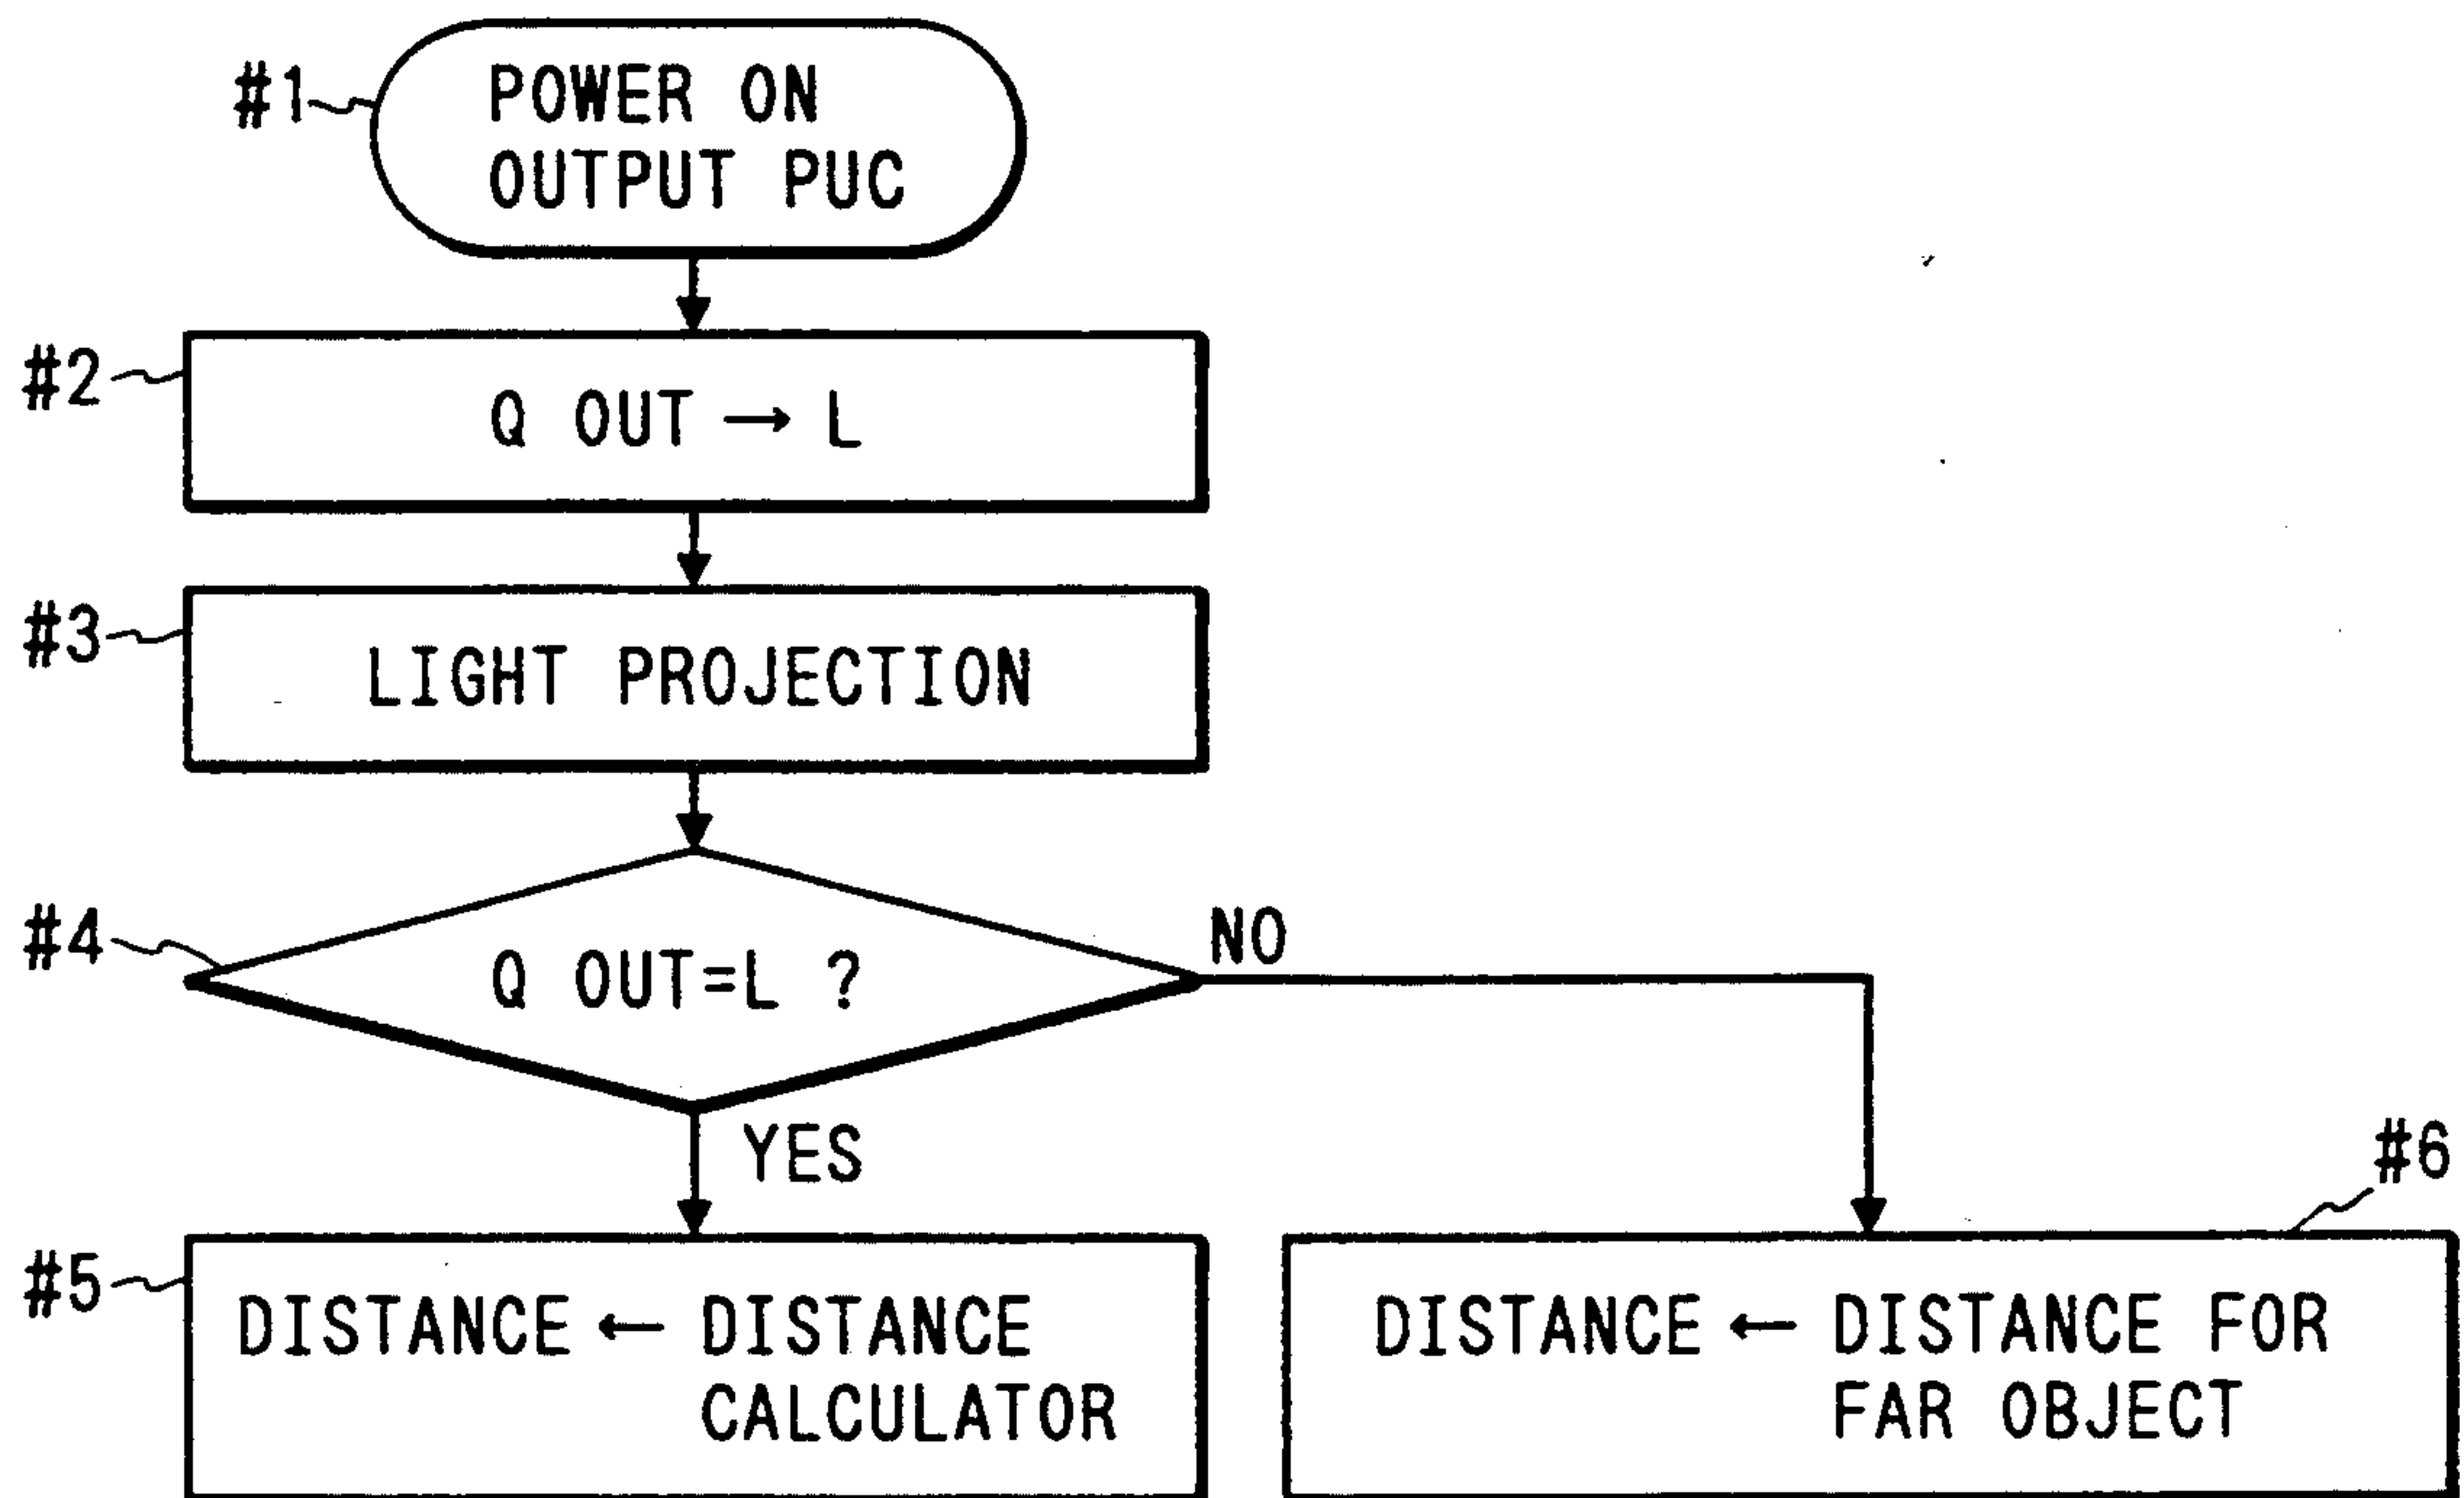 #1
POWER ON
OUTPUT PUC
#2
Q OUT → L
#3
LIGHT PROJECTION
#4
Q OUT=L ?
NO
YES
#5
DISTANCE ← DISTANCE
CALCULATOR
#6
DISTANCE ← DISTANCE FOR
FAR OBJECT